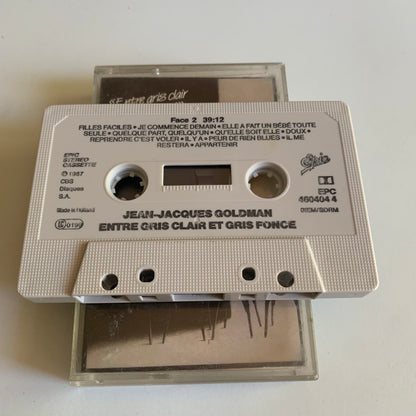 Entre gris clair
Face 2 39:12
FILLES FACILES • JE COMMENCE DEMAIN • ELLE A FAIT UN BÉBÉ TOUTE
SEULE • QUELQUE PART, QUELQU'UN • QU'ELLE SOIT ELLE • DOUX •
REPRENDRE C'EST VOLER • IL Y A • PEUR DE RIEN BLUES • IL ME
RESTERA • APPARTENIR
EPIC
STEREO
CASSETTE
℗ 1987
CBS
Disques
S.A.
Made in Holland
Epic
EPC
460404 4
BIEM/SDRM
JEAN-JACQUES GOLDMAN
ENTRE GRIS CLAIR ET GRIS FONCÉ